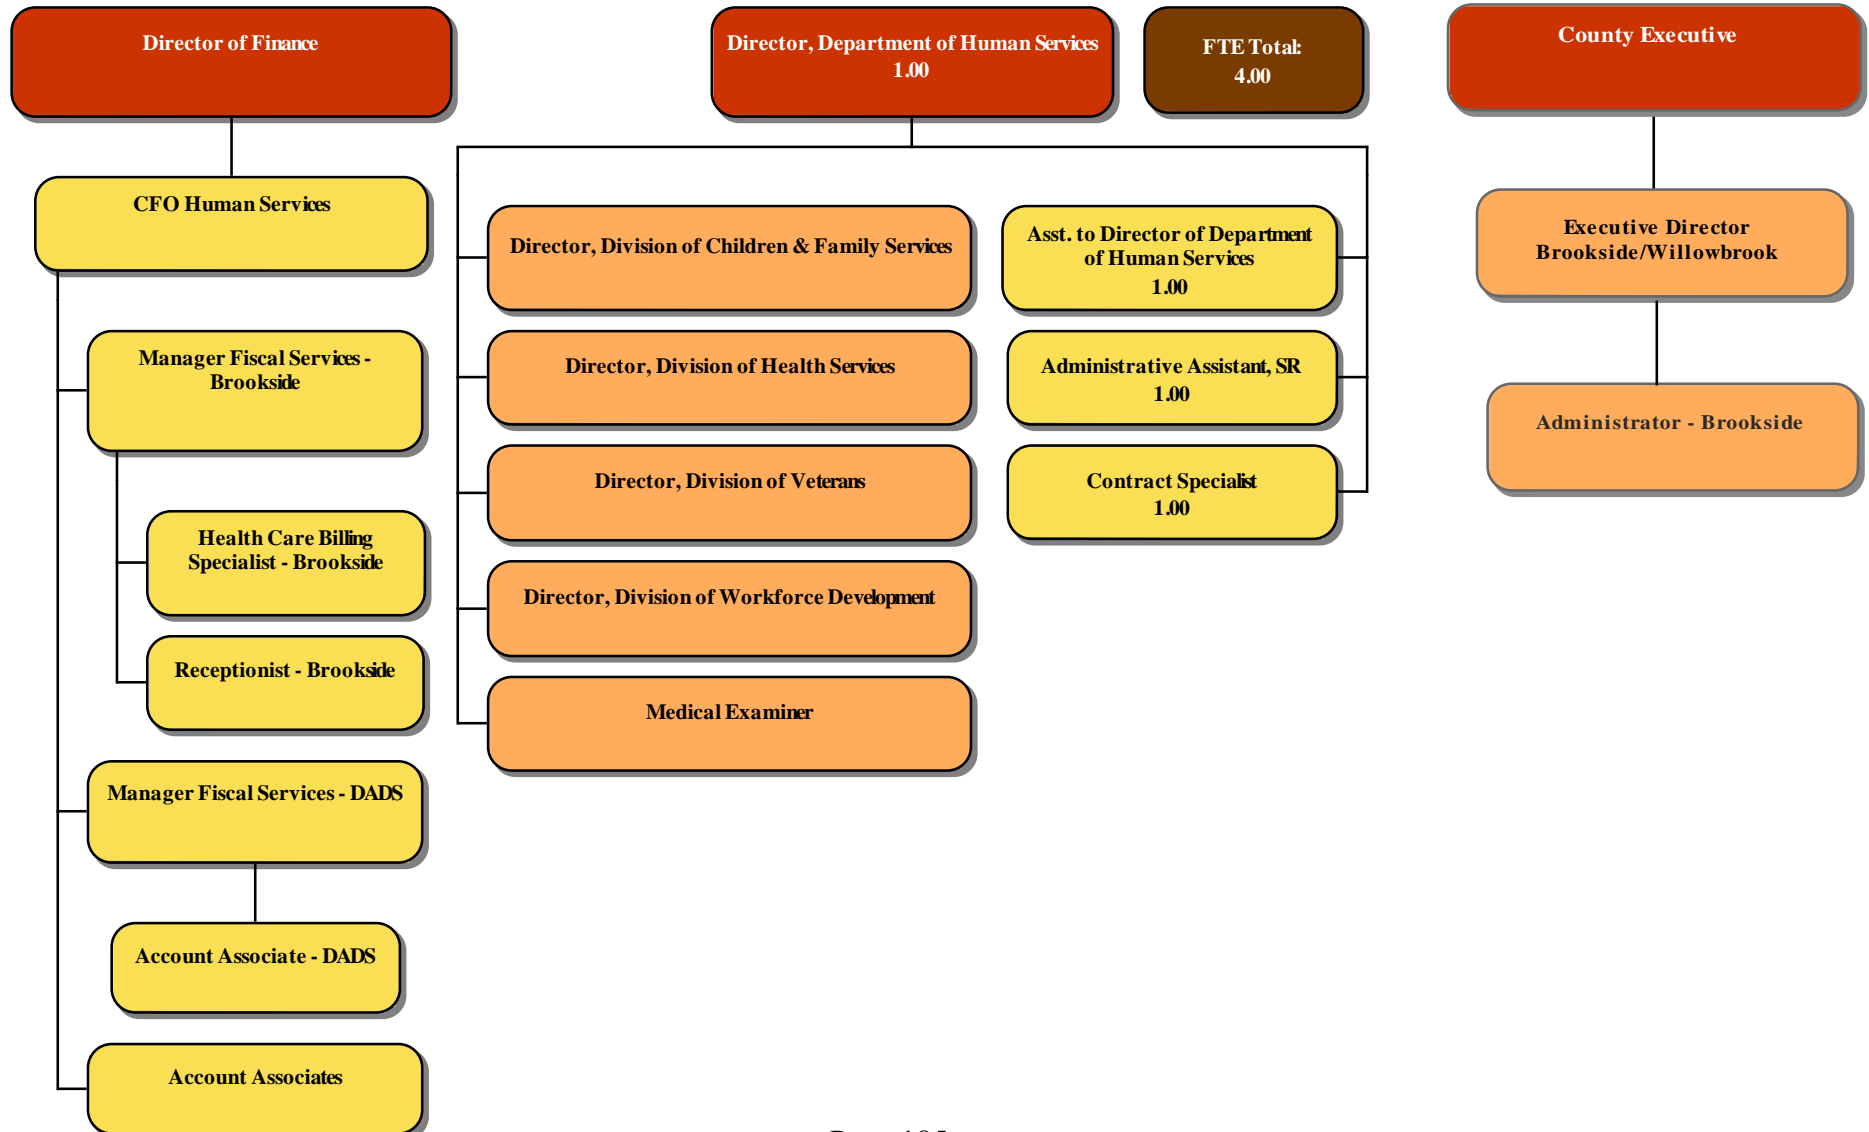 Director of Finance
CFO Human Services
Manager Fiscal Services -
Brookside
Health Care Billing
Specialist - Brookside
Receptionist - Brookside
Manager Fiscal Services - DADS
Account Associate - DADS
Account Associates
Director, Department of Human Services
1.00
FTE Total:
4.00
Director, Division of Children & Family Services
Director, Division of Health Services
Director, Division of Veterans
Director, Division of Workforce Development
Medical Examiner
Asst. to Director of Department
of Human Services
1.00
Administrative Assistant, SR
1.00
Contract Specialist
1.00
County Executive
Executive Director
Brookside/Willowbrook
Administrator - Brookside